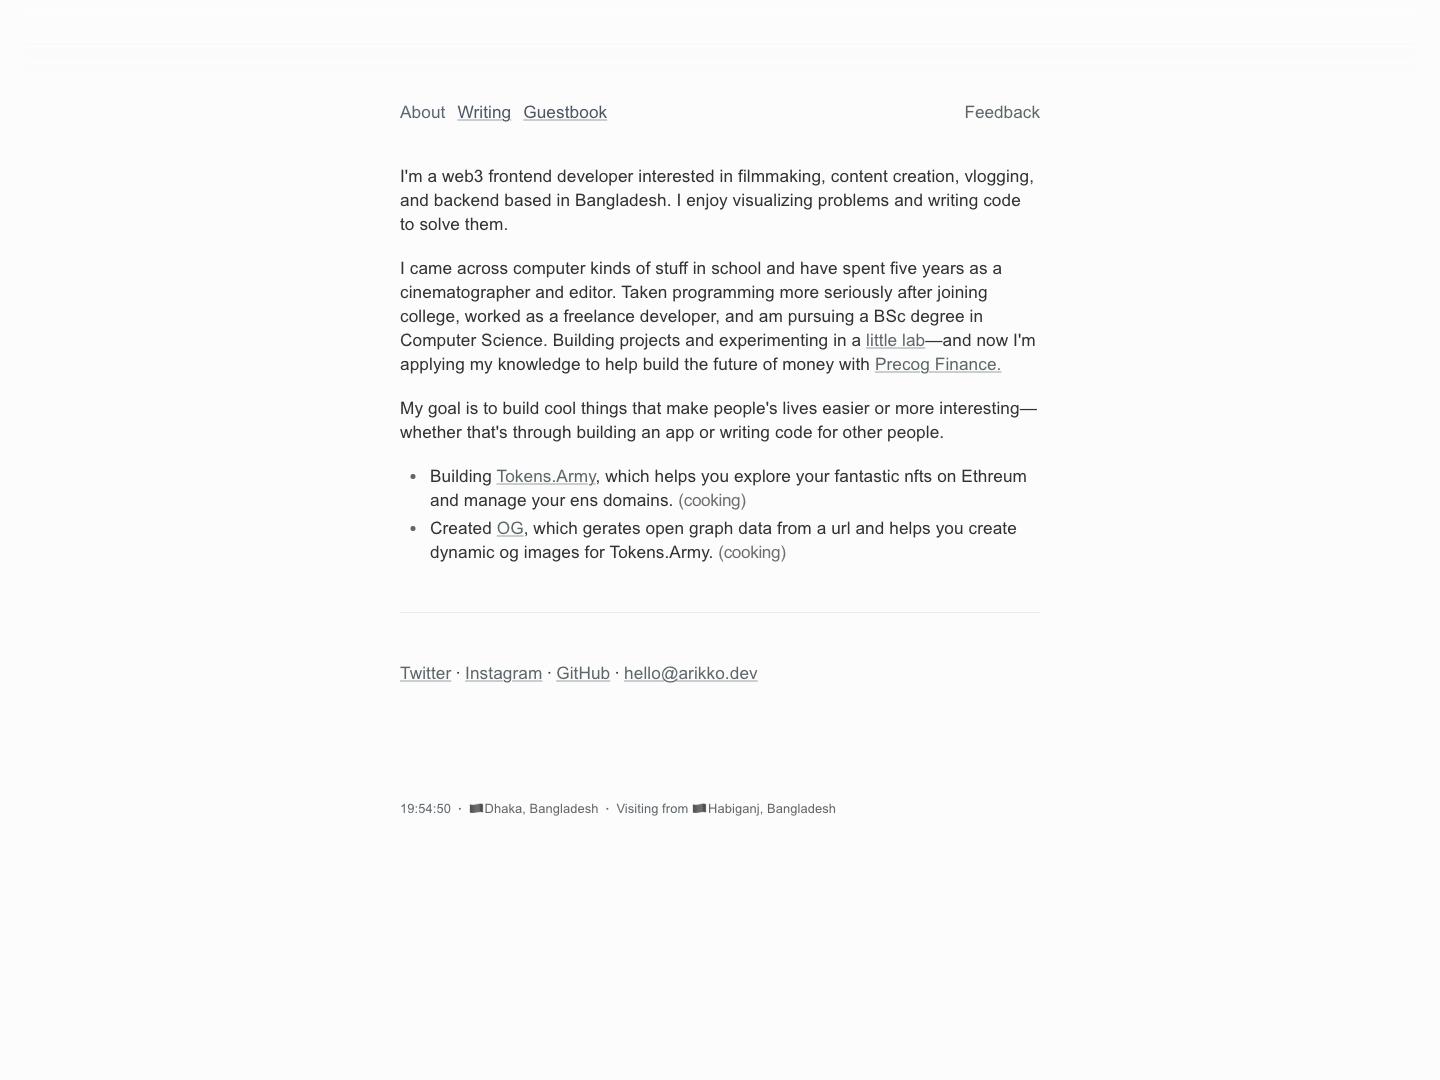 About Writing Guestbook Feedback
I'm a web3 frontend developer interested in filmmaking, content creation, vlogging,
and backend based in Bangladesh. I enjoy visualizing problems and writing code
to solve them.
I came across computer kinds of stuff in school and have spent five years as a
cinematographer and editor. Taken programming more seriously after joining
college, worked as a freelance developer, and am pursuing a BSc degree in
Computer Science. Building projects and experimenting in a little lab—and now I'm
applying my knowledge to help build the future of money with Precog Finance.
My goal is to build cool things that make people's lives easier or more interesting—
whether that's through building an app or writing code for other people.
• Building Tokens.Army, which helps you explore your fantastic nfts on Ethreum
and manage your ens domains. (cooking)
• Created OG, which gerates open graph data from a url and helps you create
dynamic og images for Tokens.Army. (cooking)
Twitter · Instagram · GitHub · hello@arikko.dev
19:54:50 · Dhaka, Bangladesh · Visiting from Habiganj, Bangladesh